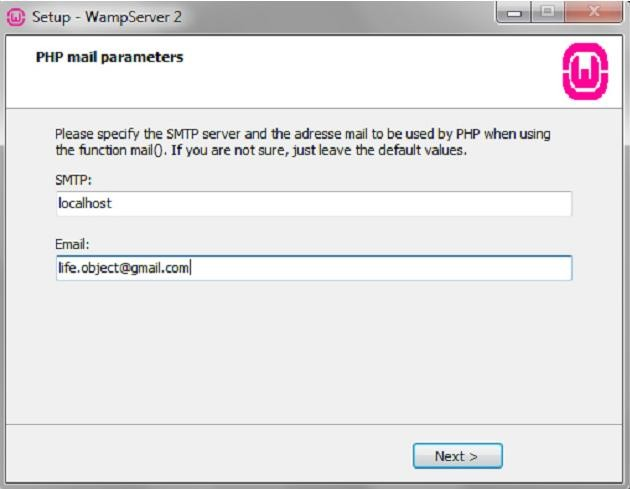 Setup - WampServer 2
PHP mail parameters
Please specify the SMTP server and the adresse mail to be used by PHP when using
the function mail(). If you are not sure, just leave the default values.
SMTP:
localhost
Email:
life.object@gmail.com
Next >